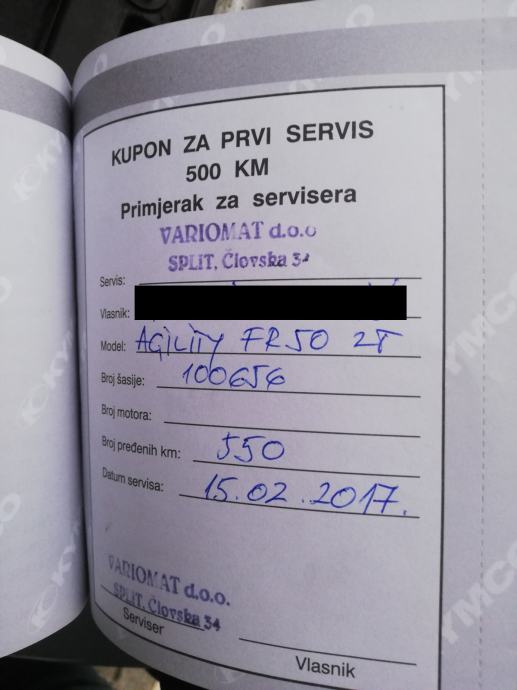 KUPON ZA PRVI SERVIS
500 KM
Primjerak za servisera
VARIOMAT d.o.o
SPLIT, Človska 34
Servis:
Vlasnik:
Model: AGILITY FR50 2T
Broj šasije: 100656
Broj motora:
Broj pređenih km: 550
Datum servisa: 15.02.2017.
VARIOMAT d.o.o.
SPLIT, Človska 34
Serviser
Vlasnik